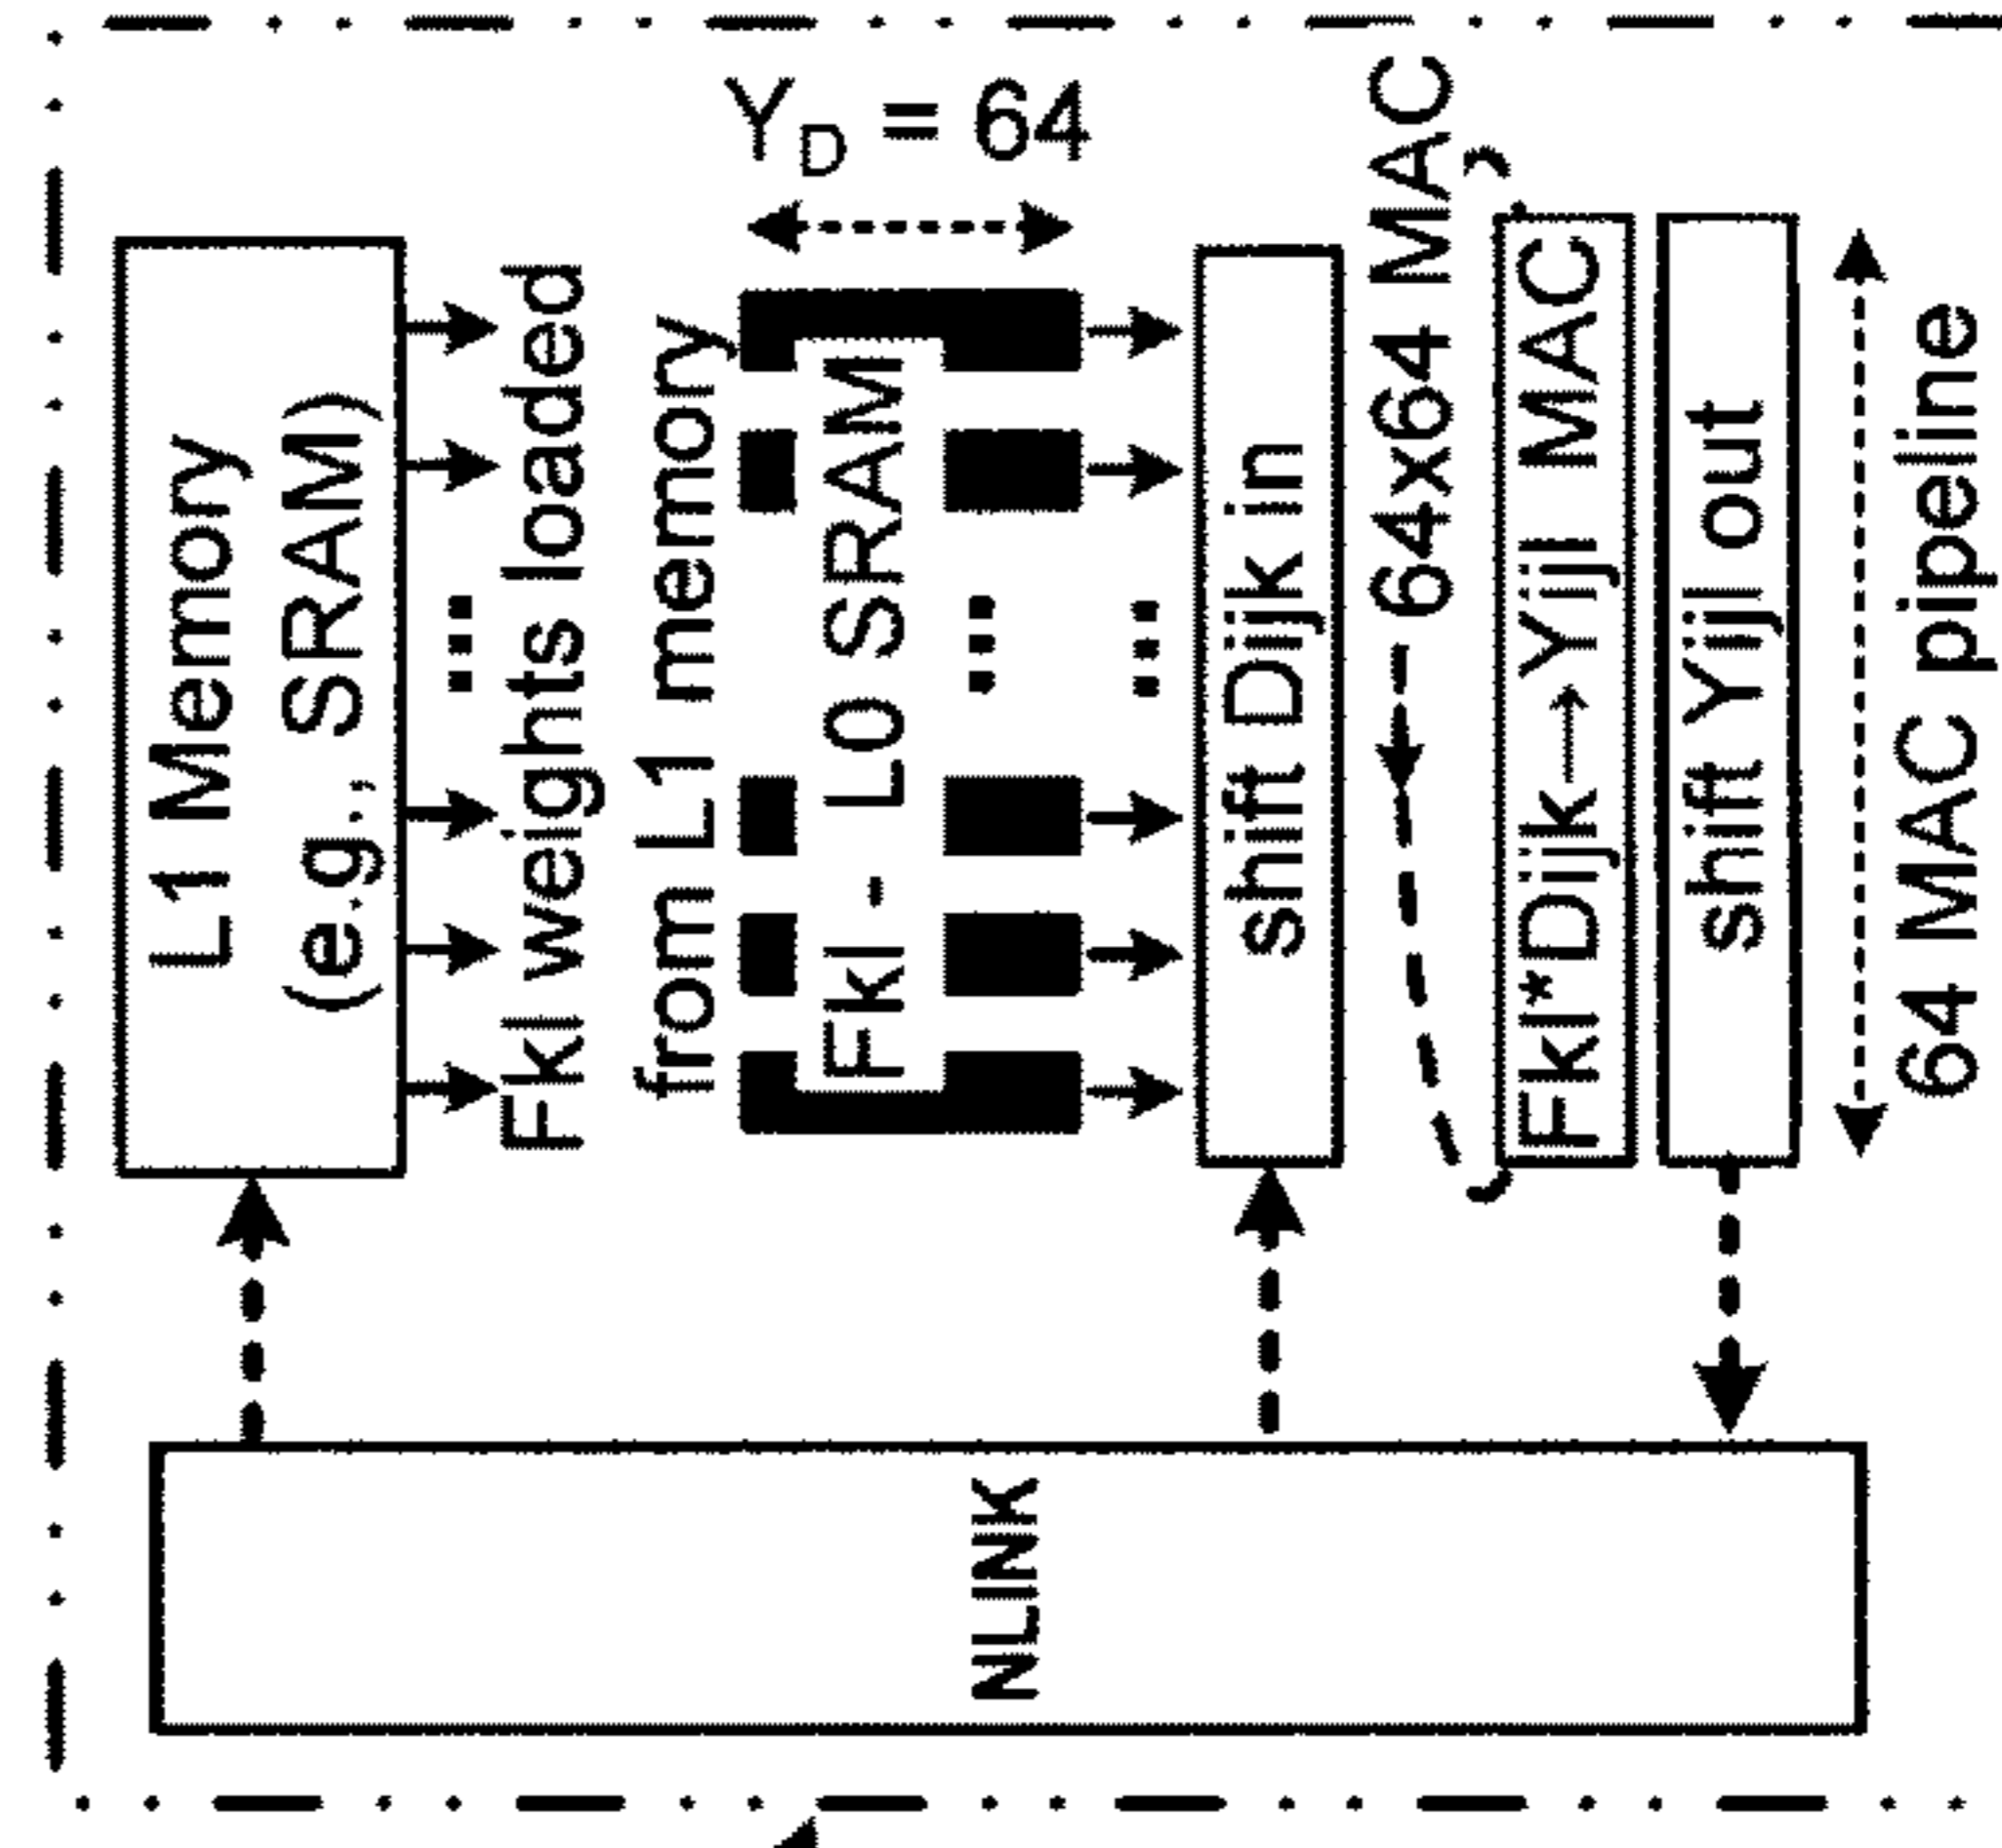 L1 Memory
(e.g., SRAM)
Fkl weights loaded
from L1 memory
Fkl - L0 SRAM
Y_D = 64
shift Dijk in
64x64 MAC
Fkl*Dijk→Yijl MAC
shift Yijl out
64 MAC pipeline
NLINK